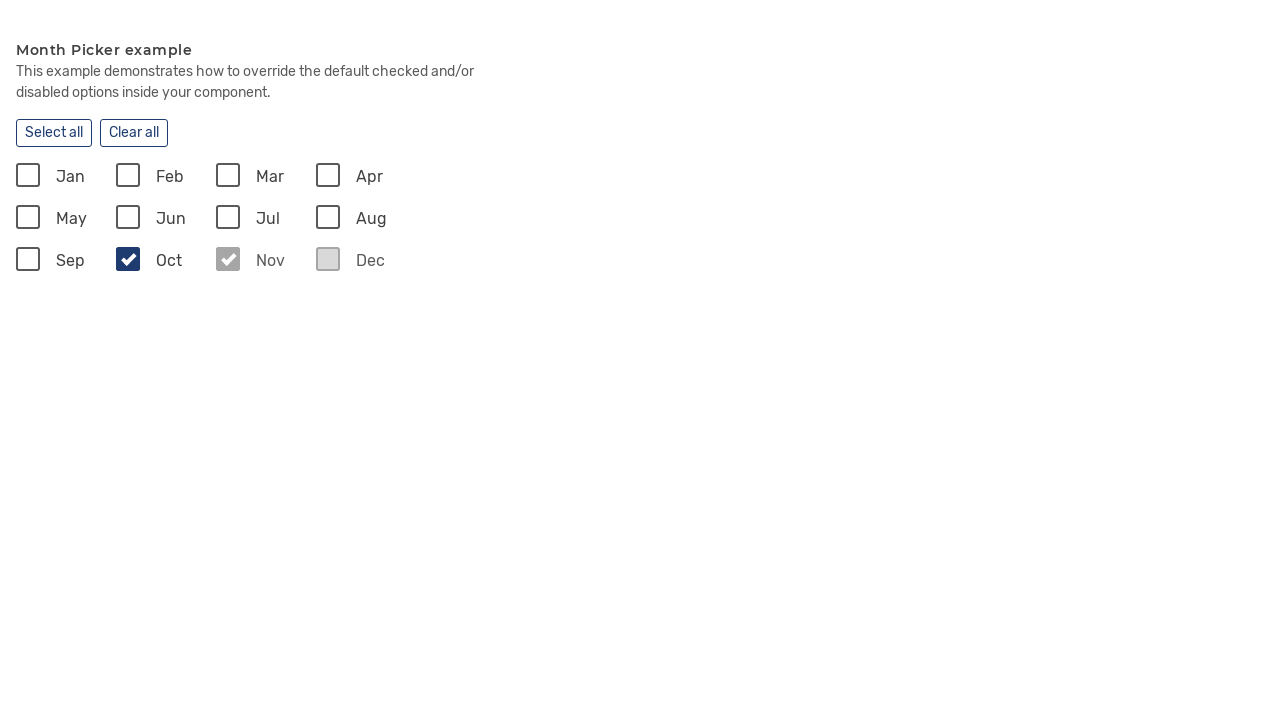 Month Picker example
This example demonstrates how to override the default checked and/or
disabled options inside your component.
Select all Clear all
Jan Feb Mar Apr
May Jun Jul Aug
Sep Oct Nov Dec